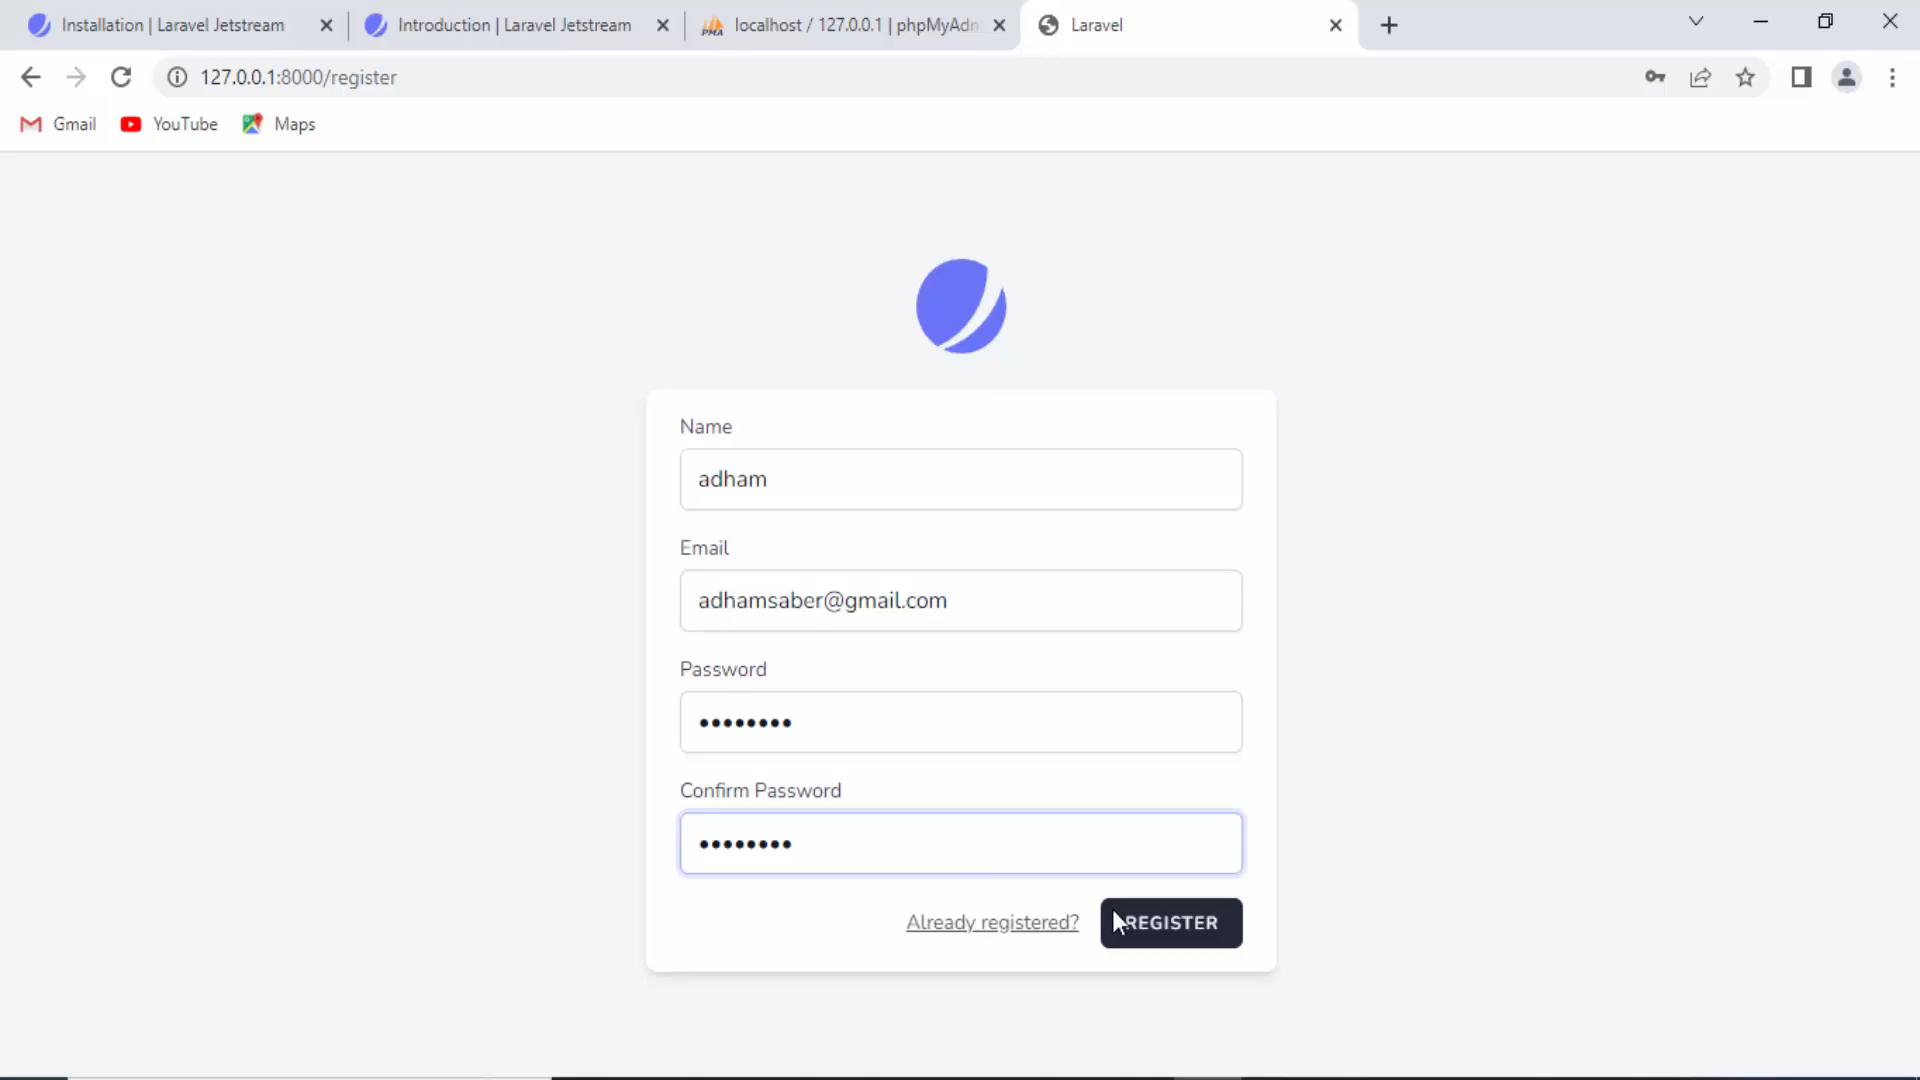 Installation | Laravel Jetstream
Introduction | Laravel Jetstream
PMA
localhost / 127.0.0.1 | phpMyAdn
Laravel
127.0.0.1:8000/register
Gmail
YouTube
Maps
Name
adham
Email
adhamsaber@gmail.com
Password
••••••••
Confirm Password
••••••••
Already registered?
REGISTER